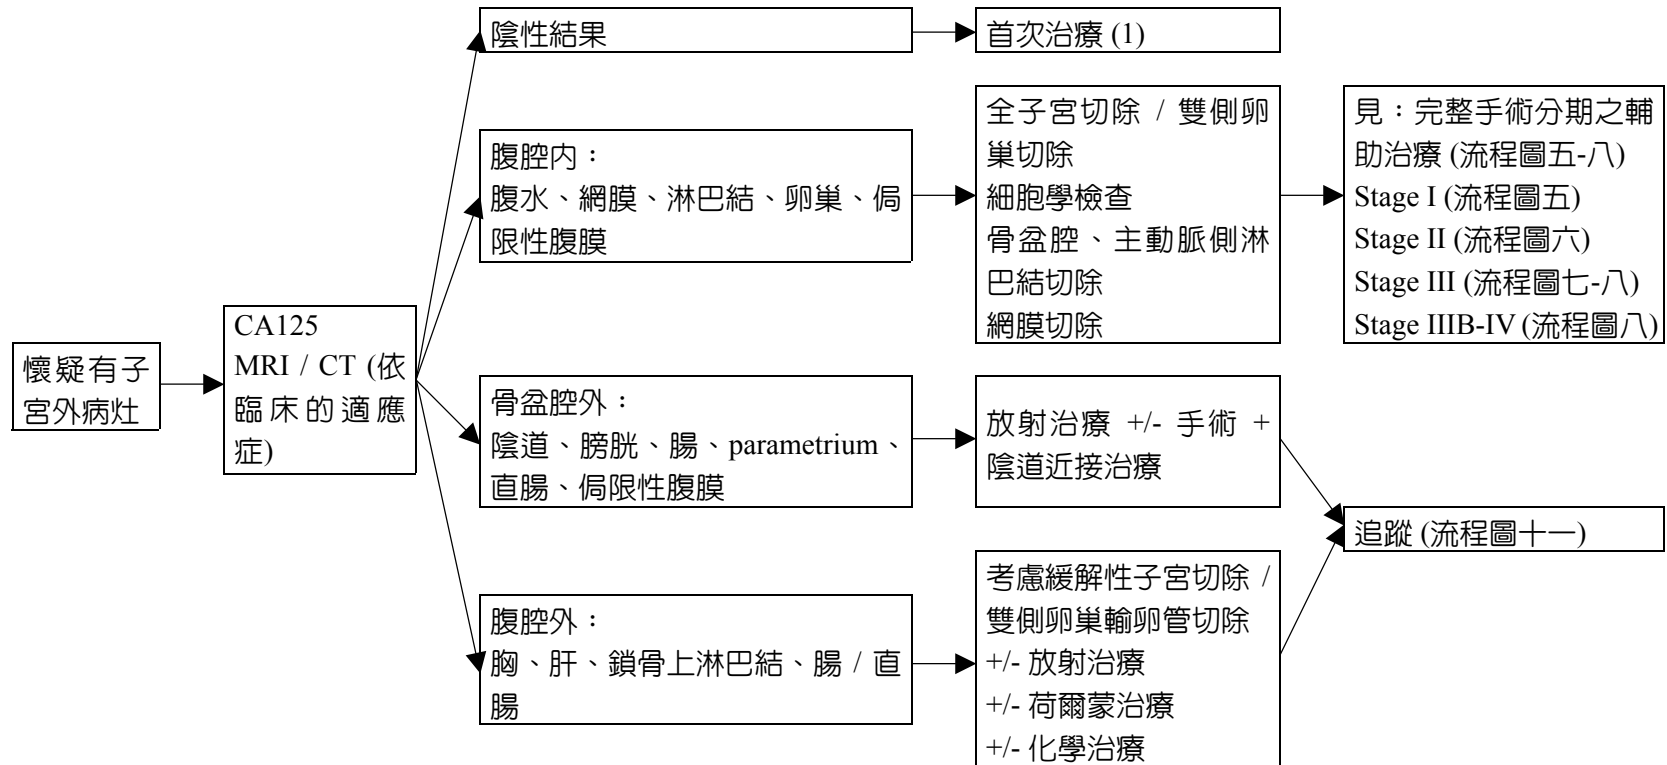 懷疑有子
宮外病灶
CA125
MRI / CT (依
臨床的適應
症)
陰性結果
首次治療 (1)
腹腔內：
腹水、網膜、淋巴結、卵巢、侷
限性腹膜
全子宮切除 / 雙側卵
巢切除
細胞學檢查
骨盆腔、主動脈側淋
巴結切除
網膜切除
見：完整手術分期之輔
助治療 (流程圖五-八)
Stage I (流程圖五)
Stage II (流程圖六)
Stage III (流程圖七-八)
Stage IIIB-IV (流程圖八)
骨盆腔外：
陰道、膀胱、腸、parametrium、
直腸、侷限性腹膜
放射治療 +/- 手術 +
陰道近接治療
腹腔外：
胸、肝、鎖骨上淋巴結、腸 / 直
腸
考慮緩解性子宮切除 /
雙側卵巢輸卵管切除
+/- 放射治療
+/- 荷爾蒙治療
+/- 化學治療
追蹤 (流程圖十一)